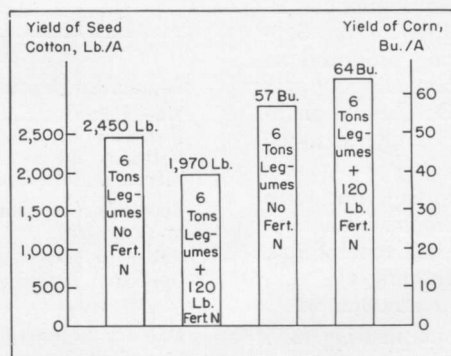 Yield of Seed
Cotton, Lb./A
Yield of Corn,
Bu./A
2,500
2,000
1,500
1,000
500
0
2,450 Lb.
6
Tons
Leg-
umes
No
Fert.
N
1,970 Lb.
6
Tons
Leg-
umes
+
120
Lb.
Fert N
57 Bu.
6
Tons
Leg-
umes
No
Fert.
N
64 Bu.
6
Tons
Leg-
umes
+
120
Lb.
Fert.
N
60
50
40
30
20
10
0